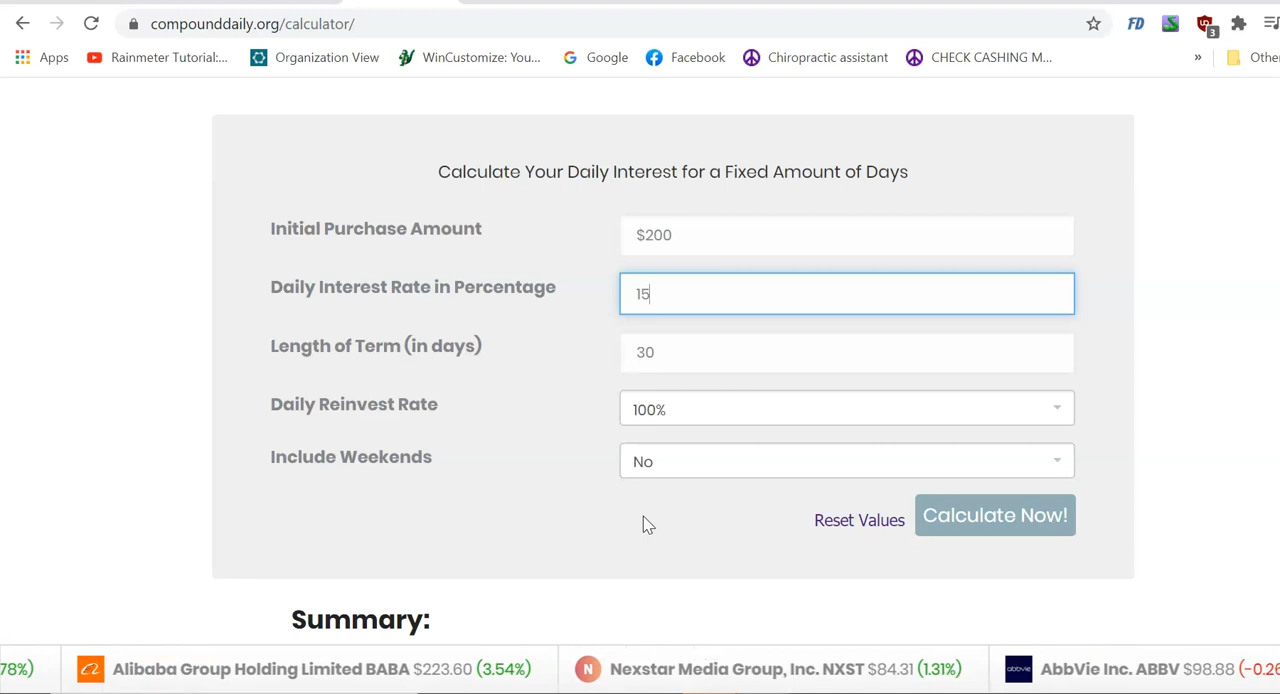 compounddaily.org/calculator/
FD
3
Apps Rainmeter Tutorial:... Organization View WinCustomize: You... Google Facebook Chiropractic assistant CHECK CASHING M... » Other
Calculate Your Daily Interest for a Fixed Amount of Days
Initial Purchase Amount $200
Daily Interest Rate in Percentage 15
Length of Term (in days) 30
Daily Reinvest Rate 100%
Include Weekends No
Reset Values Calculate Now!
Summary:
78%) Alibaba Group Holding Limited BABA $223.60 (3.54%) N Nexstar Media Group, Inc. NXST $84.31 (1.31%) abbvie AbbVie Inc. ABBV $98.88 (-0.26